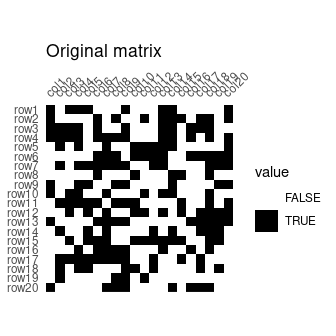 Original matrix
col1
col2
col3
col4
col5
col6
col7
col8
col9
col10
col11
col12
col13
col14
col15
col16
col17
col18
col19
col20
row1
row2
row3
row4
row5
row6
row7
row8
row9
row10
row11
row12
row13
row14
row15
row16
row17
row18
row19
row20
value
FALSE
TRUE